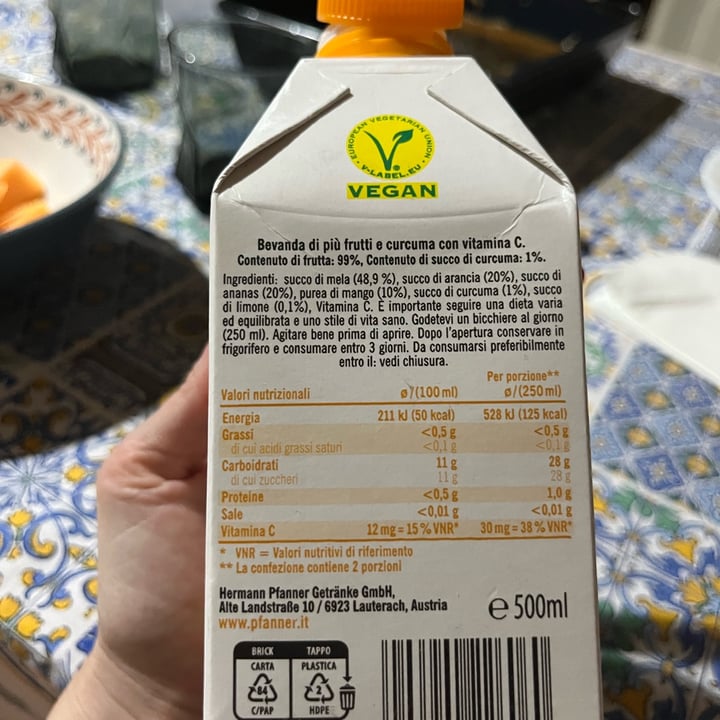 EUROPEAN VEGETARIAN UNION
V-LABEL.EU
VEGAN
Bevanda di più frutti e curcuma con vitamina C.
Contenuto di frutta: 99%, Contenuto di succo di curcuma: 1%.
Ingredienti: succo di mela (48,9 %), succo di arancia (20%), succo di
ananas (20%), purea di mango (10%), succo di curcuma (1%), succo
di limone (0,1%), Vitamina C. È importante seguire una dieta varia
ed equilibrata e uno stile di vita sano. Godetevi un bicchiere al giorno
(250 ml). Agitare bene prima di aprire. Dopo l'apertura conservare in
frigorifero e consumare entro 3 giorni. Da consumarsi preferibilmente
entro il: vedi chiusura.
Per porzione**
Valori nutrizionali ø/(100 ml) ø/(250 ml)
Energia 211 kJ (50 kcal) 528 kJ (125 kcal)
Grassi <0,5 g <0,5 g
di cui acidi grassi saturi <0,1 g <0,1 g
Carboidrati 11 g 28 g
di cui zuccheri 11 g 28 g
Proteine <0,5 g 1,0 g
Sale <0,01 g <0,01 g
Vitamina C 12 mg = 15 % VNR* 30 mg = 38 % VNR*
* VNR = Valori nutritivi di riferimento
** La confezione contiene 2 porzioni
Hermann Pfanner Getränke GmbH,
Alte Landstraße 10 / 6923 Lauterach, Austria
www.pfanner.it
e 500ml
BRICK TAPPO
CARTA PLASTICA
84 2
C/PAP HDPE